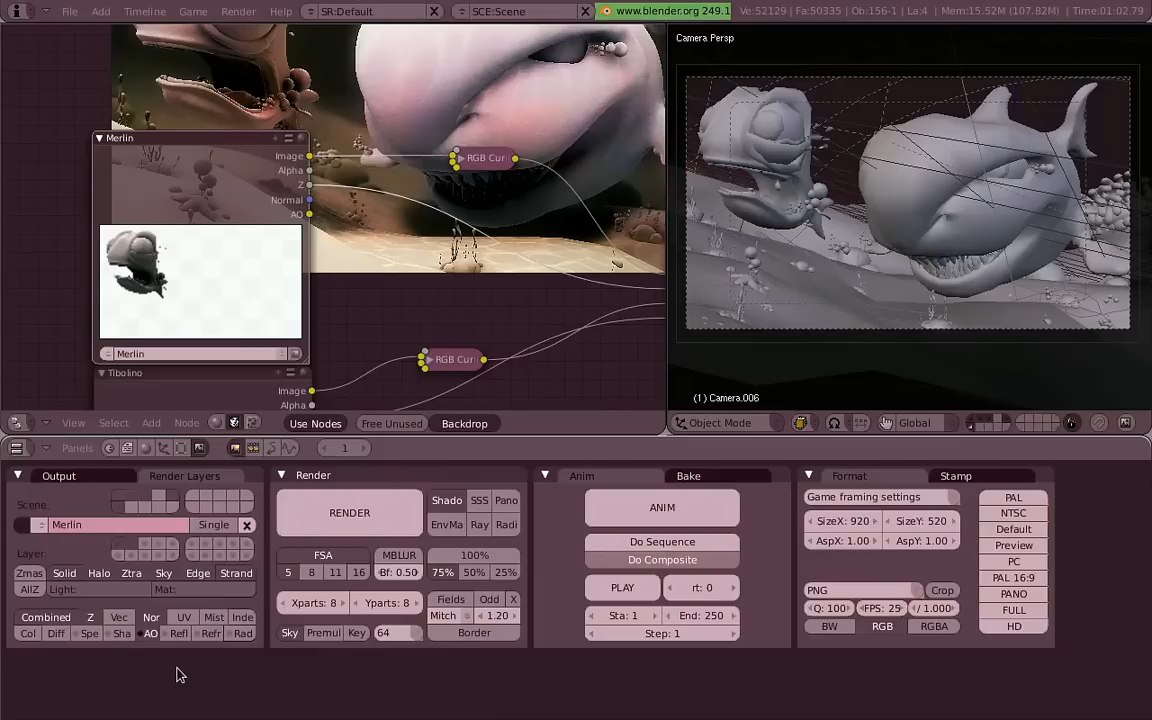 File Add Timeline Game Render Help SR:Default SCE:Scene www.blender.org 249.1 Ve:52129 Fa:50335 Ob:156-1 La:4 Mem:15.52M (107.82M) Time:01:02.79
Camera Persp
Merlin
Image
Alpha
Z
Normal
AO
RGB Cur
Merlin
RGB Cur
Tibolino
Image
Alpha
(1) Camera.006
View Select Add Node Use Nodes Free Unused Backdrop
Object Mode Global
Panels 1
Output Render Layers
Scene:
Merlin Single
Layer:
Zmas Solid Halo Ztra Sky Edge Strand
AllZ Light: Mat:
Combined Z Vec Nor UV Mist Inde
Col Diff Spe Sha AO Refl Refr Rad
Render
RENDER
Shado SSS Pano
EnvMa Ray Radi
FSA MBLUR 100%
5 8 11 16 Bf: 0.50 75% 50% 25%
Xparts: 8 Yparts: 8 Fields Odd X
Mitch 1.20
Sky Premul Key 64 Border
Anim Bake
ANIM
Do Sequence
Do Composite
PLAY rt: 0
Sta: 1 End: 250
Step: 1
Format Stamp
Game framing settings
SizeX: 920 SizeY: 520
AspX: 1.00 AspY: 1.00
PNG Crop
Q: 100 FPS: 25 / 1.000
BW RGB RGBA
PAL
NTSC
Default
Preview
PC
PAL 16:9
PANO
FULL
HD